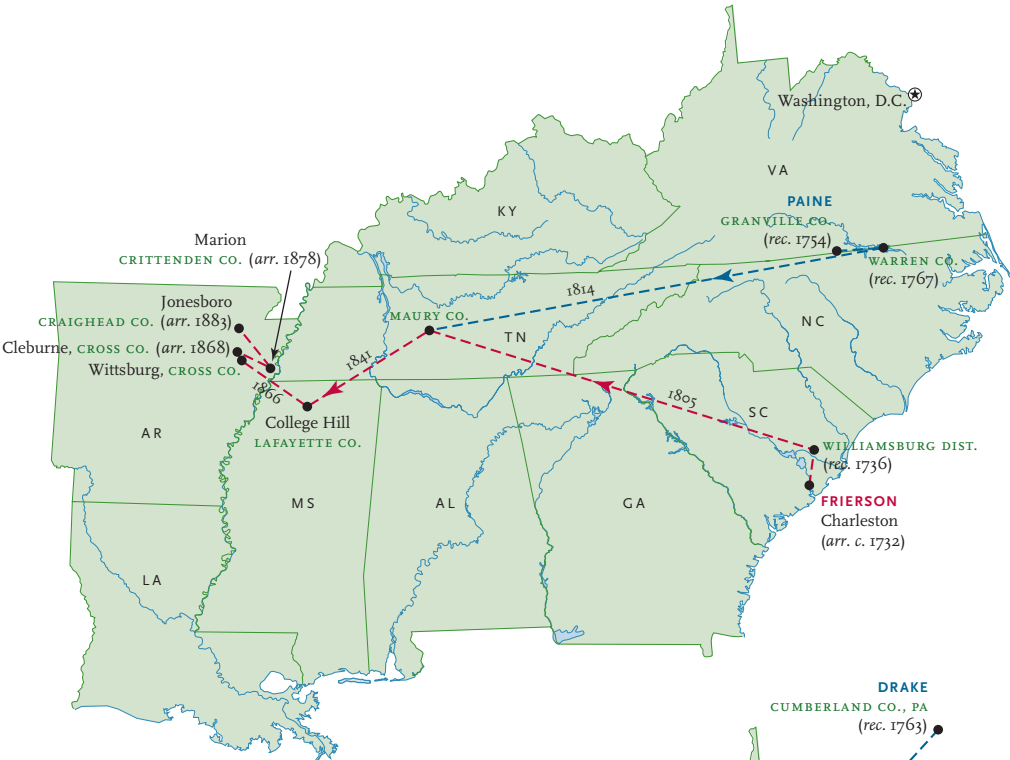 Washington, D.C.
VA
PAINE
GRANVILLE CO.
(rec. 1754)
WARREN CO.
(rec. 1767)
KY
Marion
CRITTENDEN CO. (arr. 1878)
Jonesboro
CRAIGHEAD CO. (arr. 1883)
Cleburne, CROSS CO. (arr. 1868)
Wittsburg, CROSS CO.
1866
1841
MAURY CO.
1814
TN
NC
1805
SC
College Hill
LAFAYETTE CO.
WILLIAMSBURG DIST.
(rec. 1736)
FRIERSON
Charleston
(arr. c. 1732)
AR
MS
AL
GA
LA
DRAKE
CUMBERLAND CO., PA
(rec. 1763)